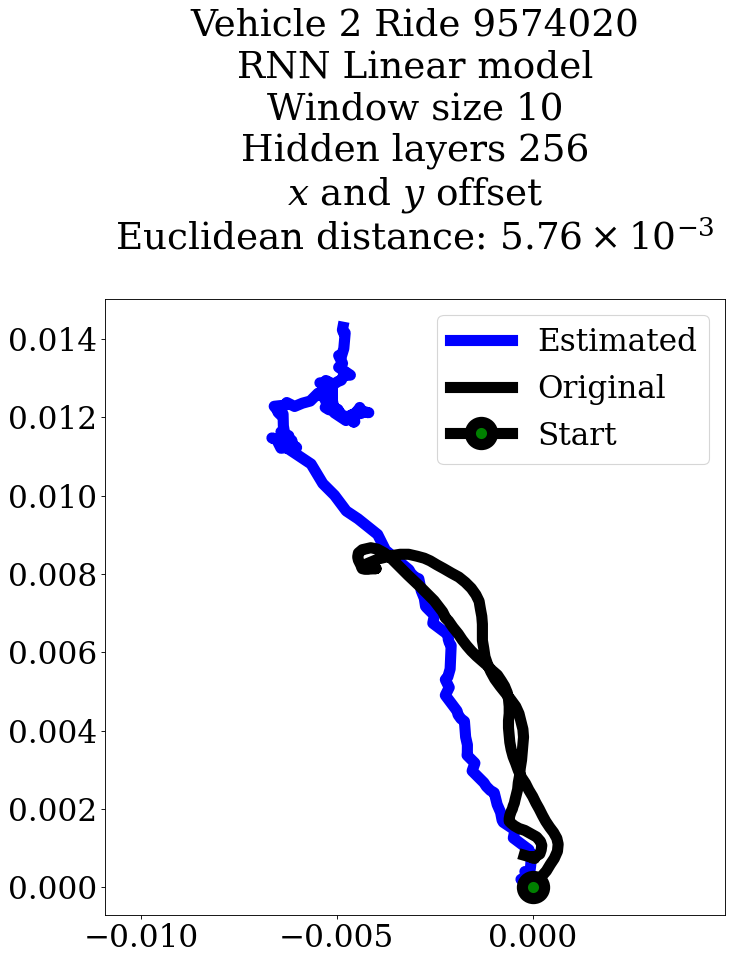 Vehicle 2 Ride 9574020
RNN Linear model
Window size 10
Hidden layers 256
x and y offset
Euclidean distance: 5.76 × 10⁻³
Estimated
Original
Start
0.014
0.012
0.010
0.008
0.006
0.004
0.002
0.000
−0.010 −0.005 0.000